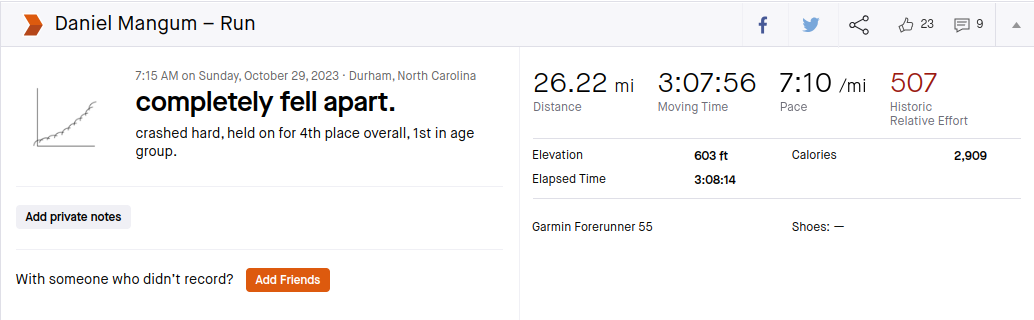 Daniel Mangum – Run
23
9
7:15 AM on Sunday, October 29, 2023 · Durham, North Carolina
completely fell apart.
crashed hard, held on for 4th place overall, 1st in age
group.
Add private notes
With someone who didn't record?
Add Friends
26.22 mi
Distance
3:07:56
Moving Time
7:10 /mi
Pace
507
Historic
Relative Effort
Elevation
603 ft
Calories
2,909
Elapsed Time
3:08:14
Garmin Forerunner 55
Shoes: —